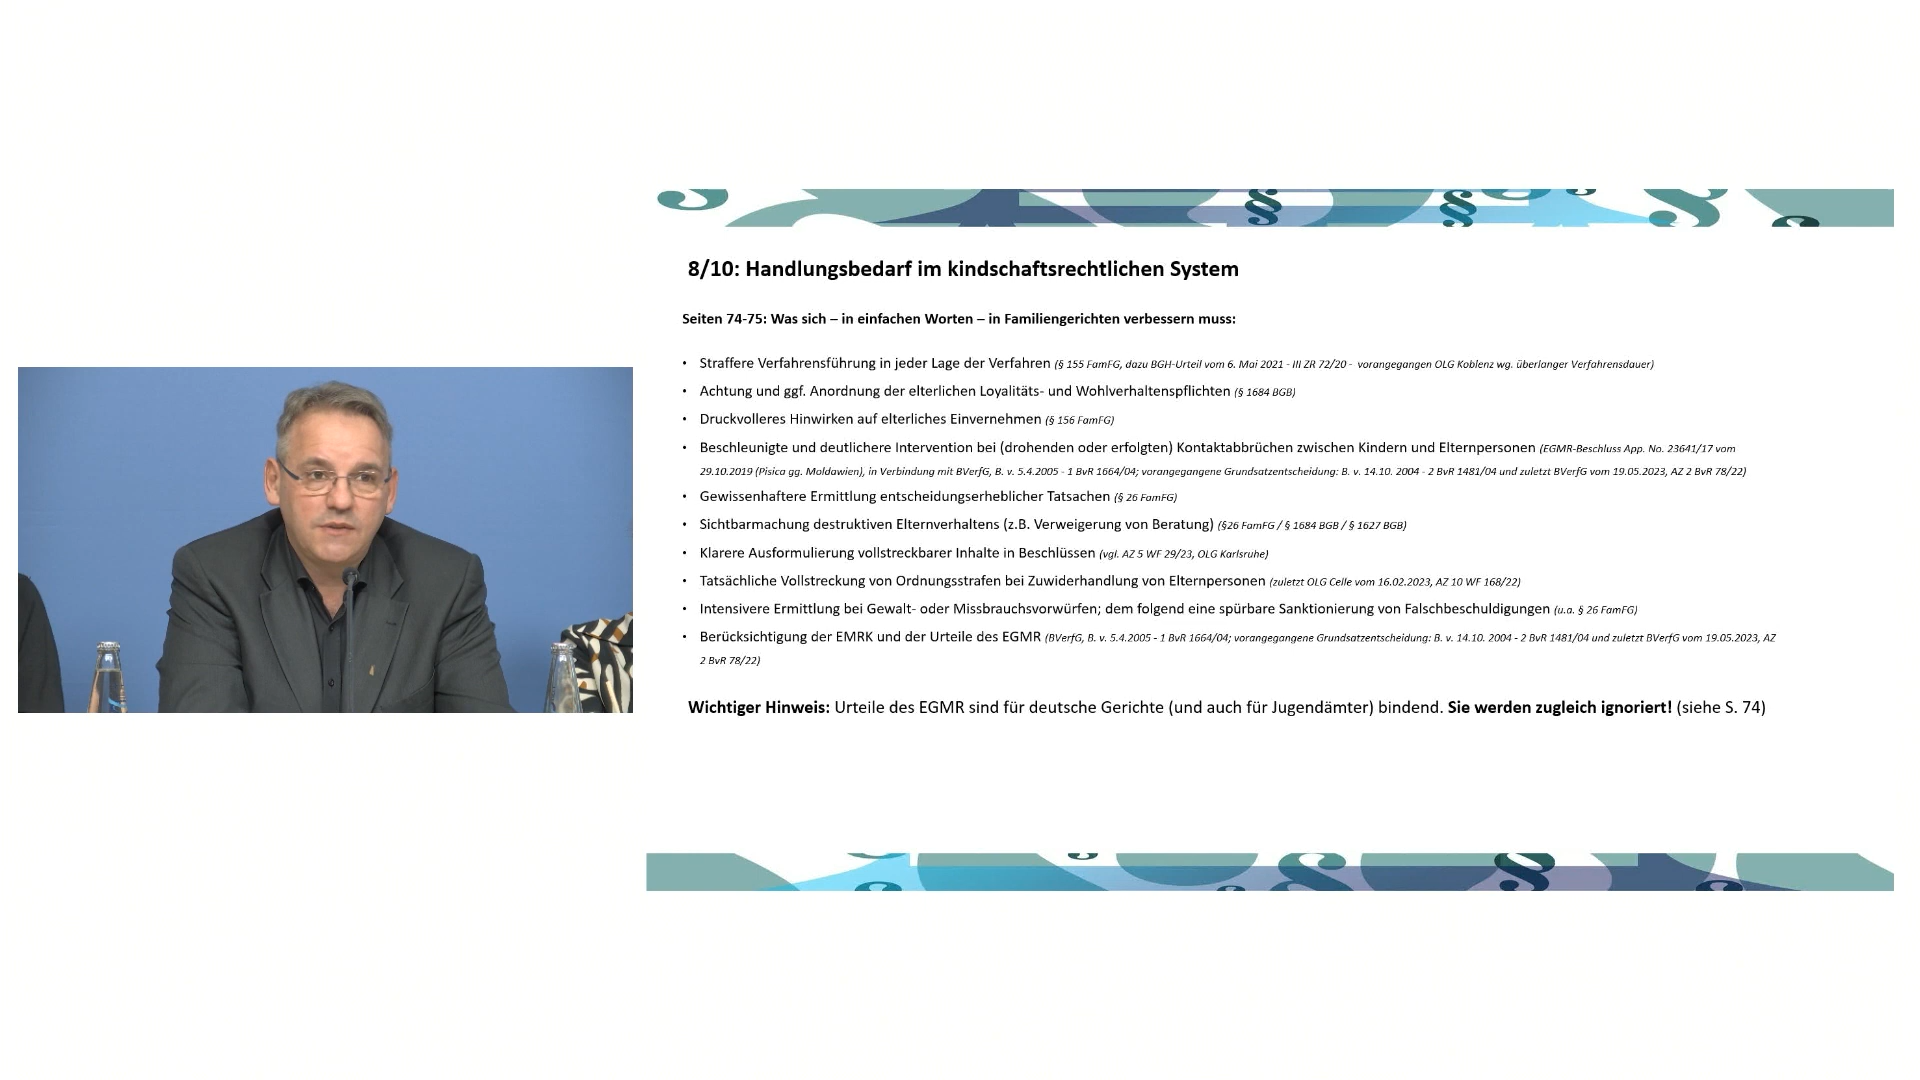 8/10: Handlungsbedarf im kindschaftsrechtlichen System
Seiten 74-75: Was sich – in einfachen Worten – in Familiengerichten verbessern muss:
• Straffere Verfahrensführung in jeder Lage der Verfahren (§ 155 FamFG, dazu BGH-Urteil vom 6. Mai 2021 - III ZR 72/20 - vorangegangen OLG Koblenz wg. überlanger Verfahrensdauer)
• Achtung und ggf. Anordnung der elterlichen Loyalitäts- und Wohlverhaltenspflichten (§ 1684 BGB)
• Druckvolleres Hinwirken auf elterliches Einvernehmen (§ 156 FamFG)
• Beschleunigte und deutlichere Intervention bei (drohenden oder erfolgten) Kontaktabbrüchen zwischen Kindern und Elternpersonen (EGMR-Beschluss App. No. 23641/17 vom
29.10.2019 (Pisica gg. Moldawien), in Verbindung mit BVerfG, B. v. 5.4.2005 - 1 BvR 1664/04; vorangegangene Grundsatzentscheidung: B. v. 14.10. 2004 - 2 BvR 1481/04 und zuletzt BVerfG vom 19.05.2023, AZ 2 BvR 78/22)
• Gewissenhaftere Ermittlung entscheidungserheblicher Tatsachen (§ 26 FamFG)
• Sichtbarmachung destruktiven Elternverhaltens (z.B. Verweigerung von Beratung) (§26 FamFG / § 1684 BGB / § 1627 BGB)
• Klarere Ausformulierung vollstreckbarer Inhalte in Beschlüssen (vgl. AZ 5 WF 29/23, OLG Karlsruhe)
• Tatsächliche Vollstreckung von Ordnungsstrafen bei Zuwiderhandlung von Elternpersonen (zuletzt OLG Celle vom 16.02.2023, AZ 10 WF 168/22)
• Intensivere Ermittlung bei Gewalt- oder Missbrauchsvorwürfen; dem folgend eine spürbare Sanktionierung von Falschbeschuldigungen (u.a. § 26 FamFG)
• Berücksichtigung der EMRK und der Urteile des EGMR (BVerfG, B. v. 5.4.2005 - 1 BvR 1664/04; vorangegangene Grundsatzentscheidung: B. v. 14.10. 2004 - 2 BvR 1481/04 und zuletzt BVerfG vom 19.05.2023, AZ
2 BvR 78/22)
Wichtiger Hinweis: Urteile des EGMR sind für deutsche Gerichte (und auch für Jugendämter) bindend. Sie werden zugleich ignoriert! (siehe S. 74)